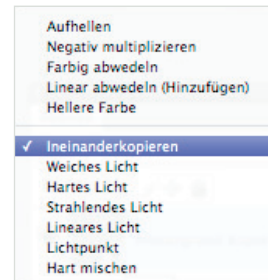 Aufhellen
Negativ multiplizieren
Farbig abwedeln
Linear abwedeln (Hinzufügen)
Hellere Farbe
✓ Ineinanderkopieren
Weiches Licht
Hartes Licht
Strahlendes Licht
Lineares Licht
Lichtpunkt
Hart mischen